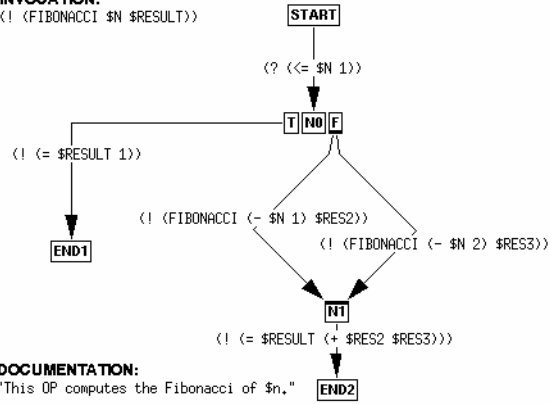 INVOCATION:
(! (FIBONACCI $N $RESULT))
START
(? (<= $N 1))
T N0 F
(! (= $RESULT 1))
(! (FIBONACCI (- $N 1) $RES2))
(! (FIBONACCI (- $N 2) $RES3))
END1
N1
(! (= $RESULT (+ $RES2 $RES3)))
DOCUMENTATION:
"This OP computes the Fibonacci of $n."
END2